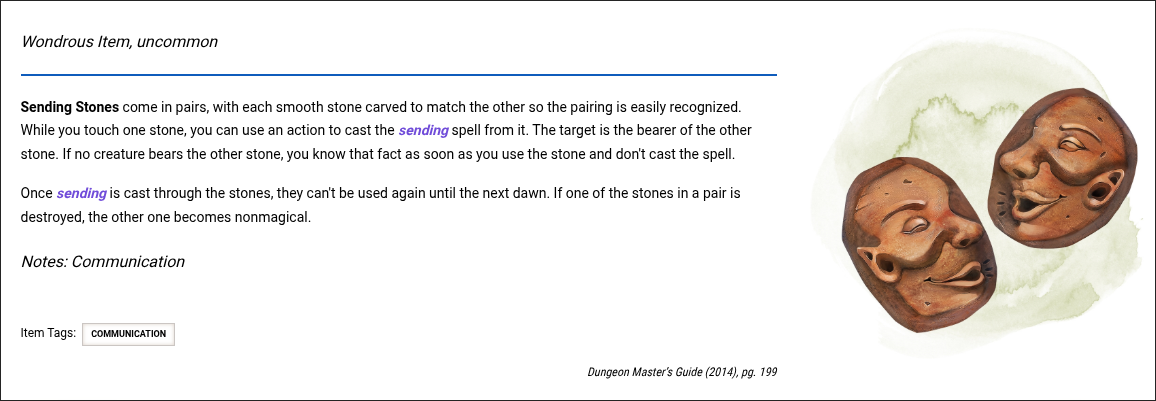 Wondrous Item, uncommon
Sending Stones come in pairs, with each smooth stone carved to match the other so the pairing is easily recognized.
While you touch one stone, you can use an action to cast the sending spell from it. The target is the bearer of the other
stone. If no creature bears the other stone, you know that fact as soon as you use the stone and don't cast the spell.
Once sending is cast through the stones, they can't be used again until the next dawn. If one of the stones in a pair is
destroyed, the other one becomes nonmagical.
Notes: Communication
Item Tags: COMMUNICATION
Dungeon Master's Guide (2014), pg. 199